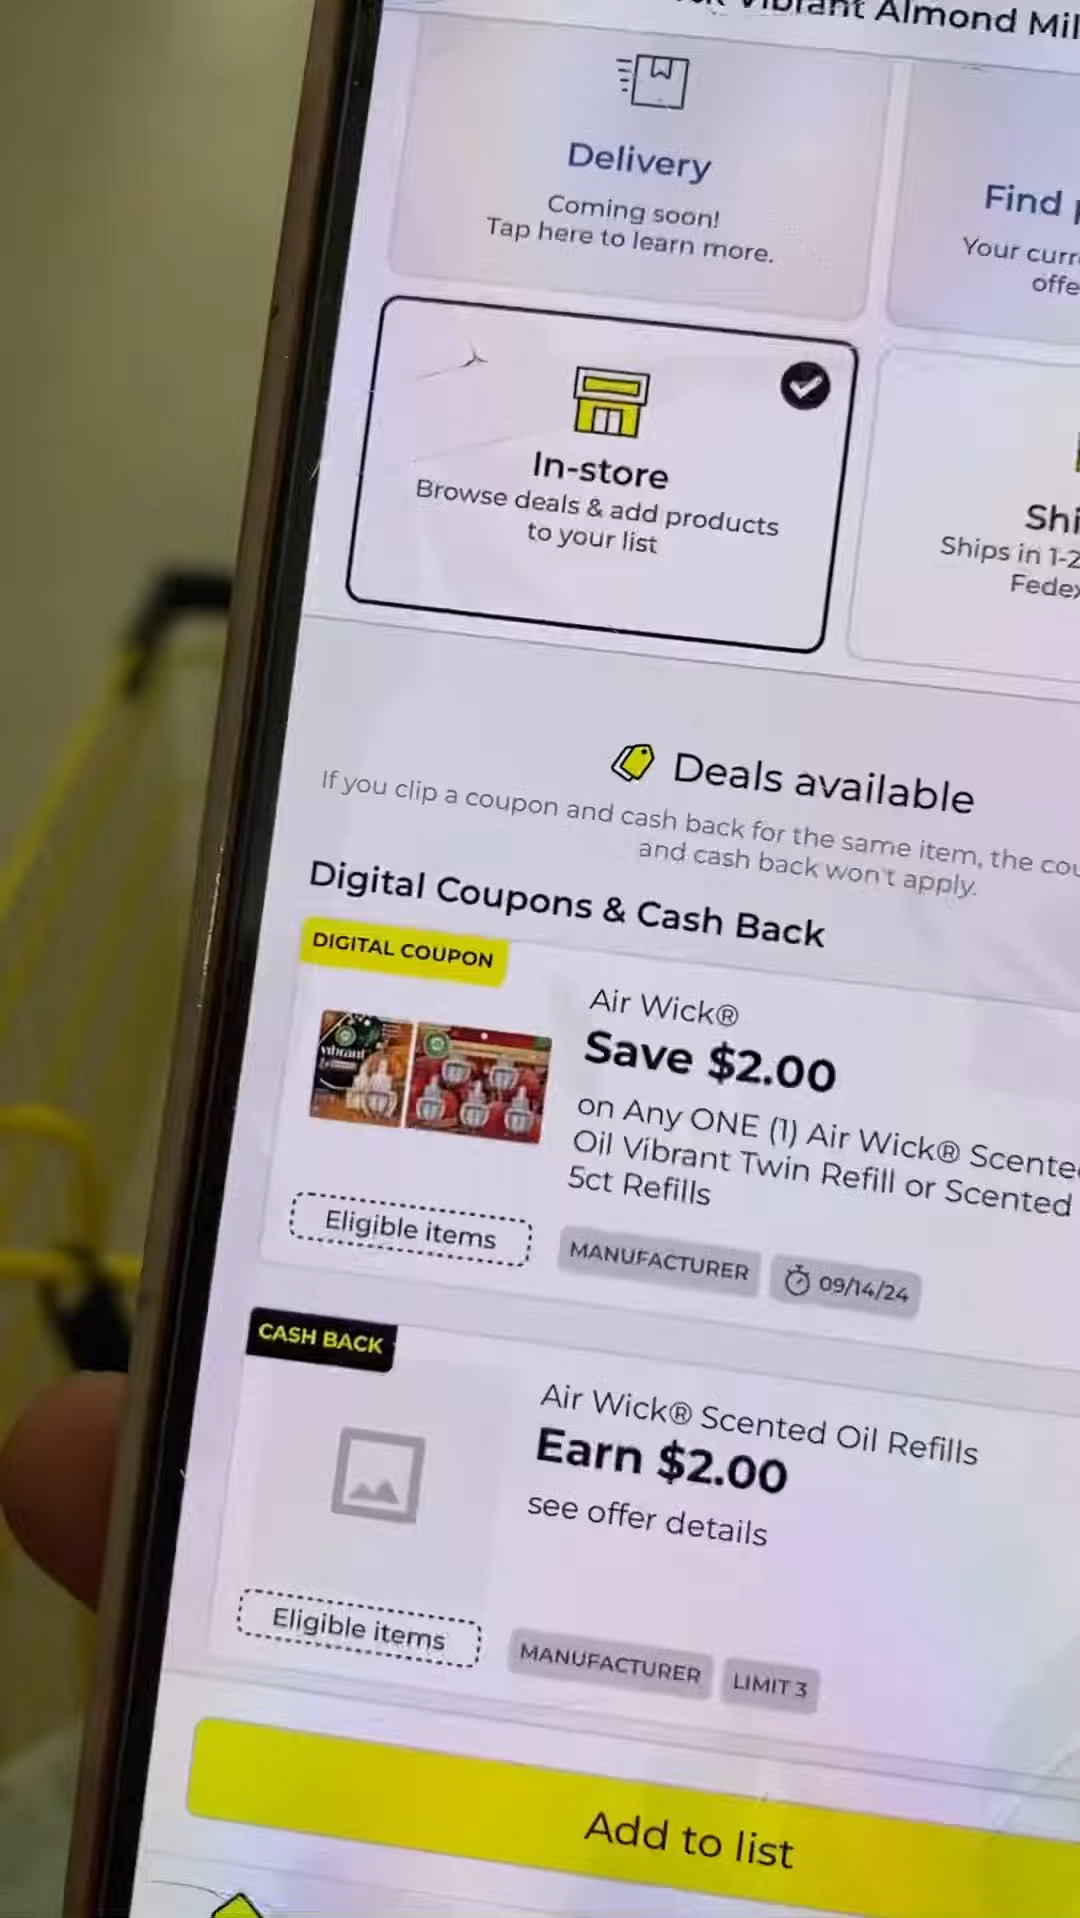 Vibrant Almond Mil
Delivery
Coming soon!
Tap here to learn more.
Find
Your curr
offe
In-store
Browse deals & add products
to your list
Shi
Ships in 1-2
Fedex
Deals available
If you clip a coupon and cash back for the same item, the cou
and cash back won't apply.
Digital Coupons & Cash Back
DIGITAL COUPON
Air Wick®
Save $2.00
on Any ONE (1) Air Wick® Scente
Oil Vibrant Twin Refill or Scented
5ct Refills
vibrant
Eligible items
MANUFACTURER
09/14/24
CASH BACK
Air Wick® Scented Oil Refills
Earn $2.00
see offer details
Eligible items
MANUFACTURER
LIMIT 3
Add to list